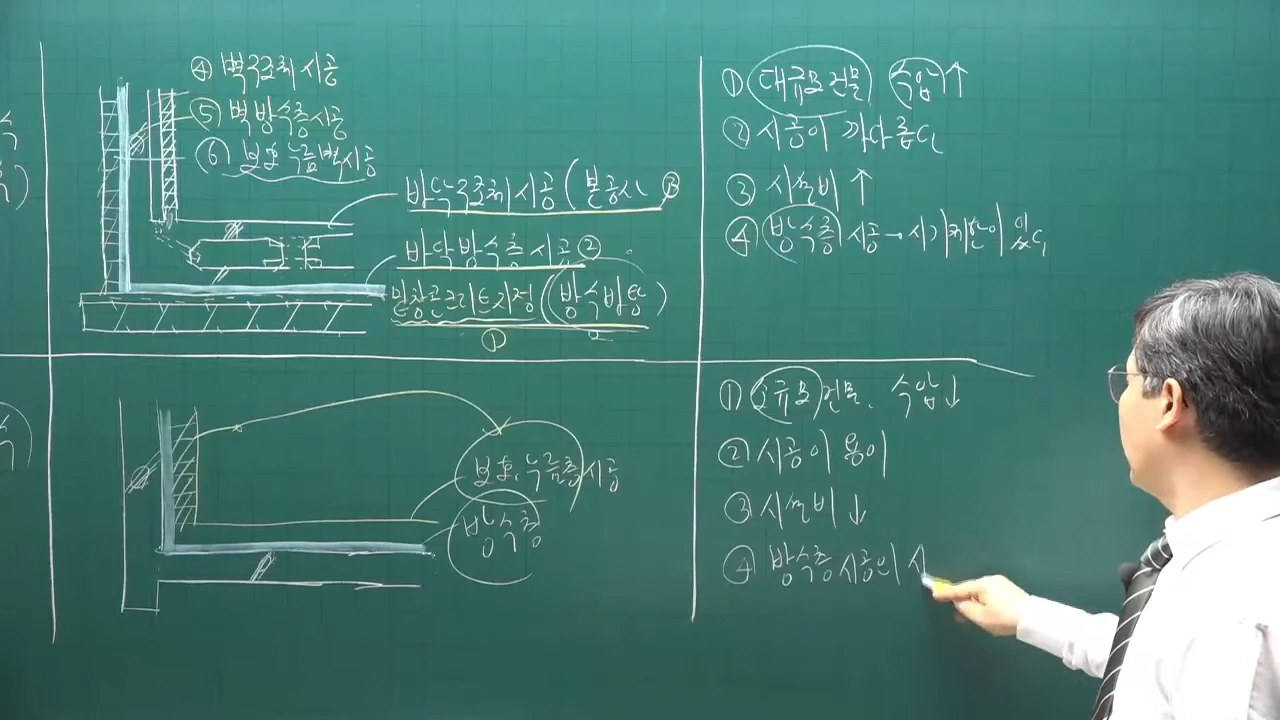 ④ 벽구조체 시공
⑤ 벽방수층시공
⑥ 보호누름벽시공
바닥구조체시공 (본공사 ③
바닥방수층시공 ②
밑창콘크리트지정 (방수바탕)
①
① 대규모건물 수압↑
② 시공이 까다롭다
③ 시설비 ↑
④ 방수층시공→시기제한이 있다,
보호,누름층시공
방수층
① 소규모건물. 수압↓
② 시공이 용이
③ 시설비↓
④ 방수층시공의 시